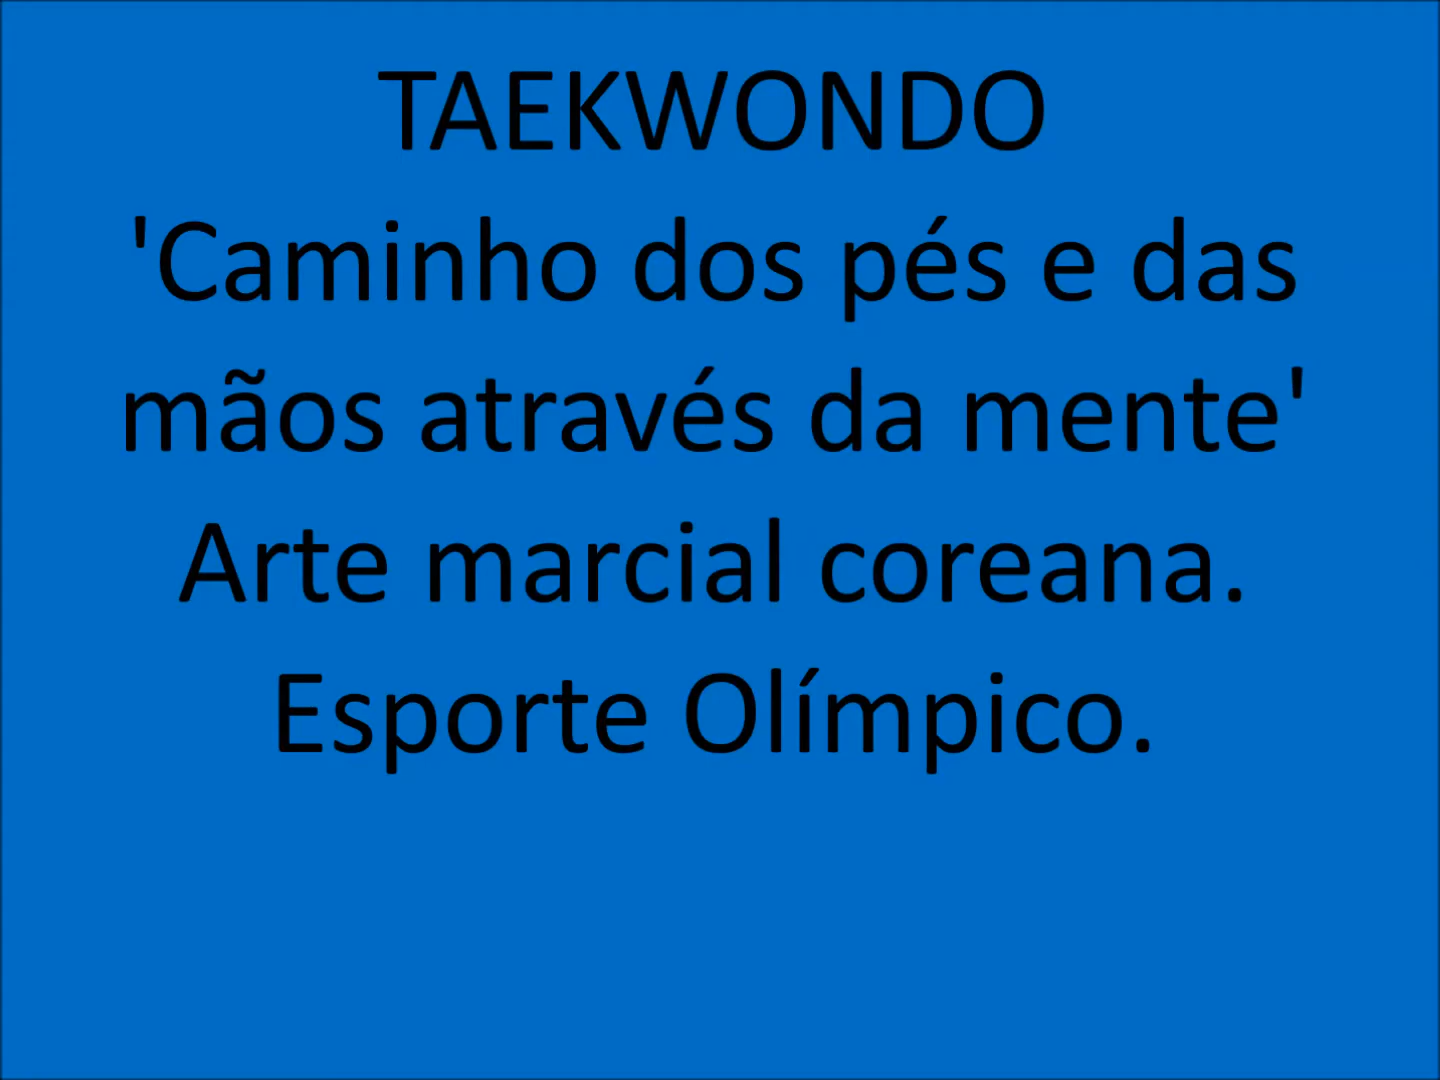 TAEKWONDO
'Caminho dos pés e das
mãos através da mente'
Arte marcial coreana.
Esporte Olímpico.